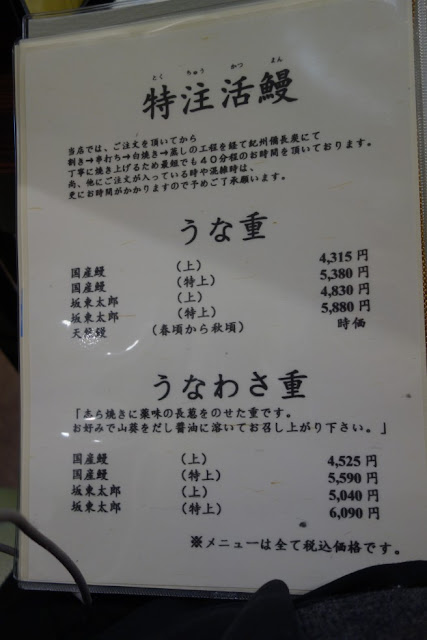 とく ちゅう かつ まん
特注活鰻
当店では、ご注文を頂いてから
割き→串打ち→白焼き→蒸しの工程を経て紀州備長炭にて
丁寧に焼き上げるため最短でも40分程のお時間を頂いております。
尚、他にご注文が入っている時や混雑時は、
更にお時間がかかりますので予めご了承願います。
うな重
国産鰻 (上) 4,315円
国産鰻 (特上) 5,380円
坂東太郎 (上) 4,830円
坂東太郎 (特上) 5,880円
天然鰻 (春頃から秋頃) 時価
うなわさ重
「志ら焼きに薬味の長葱をのせた重です。
お好みで山葵をだし醤油に溶いてお召し上がり下さい。」
国産鰻 (上) 4,525円
国産鰻 (特上) 5,590円
坂東太郎 (上) 5,040円
坂東太郎 (特上) 6,090円
※メニューは全て税込価格です。